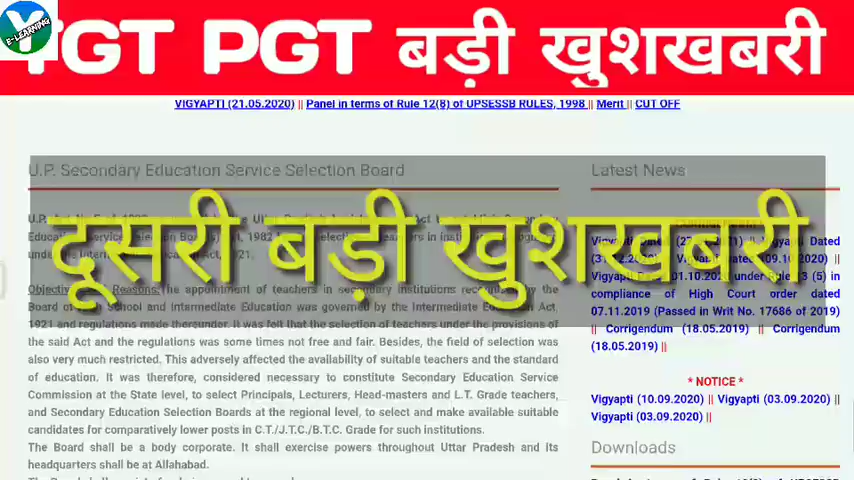 E-LEARNING
TGT PGT बड़ी खुशखबरी
VIGYAPTI (21.05.2020) || Panel in terms of Rule 12(8) of UPSESSB RULES, 1998 || Merit || CUT OFF
U.P. Secondary Education Service Selection Board
दूसरी बड़ी खुशखबरी
Objectives Reasons: The appointment of teachers in secondary institutions by the
Board of High School and Intermediate Education was governed by the Intermediate Education Act,
1921 and regulations made thereunder. It was felt that the selection of teachers under the provisions of
the said Act and the regulations was some times not free and fair. Besides, the field of selection was
also very much restricted. This adversely affected the availability of suitable teachers and the standard
of education. It was therefore, considered necessary to constitute Secondary Education Service
Commission at the State level, to select Principals, Lecturers, Head-masters and L.T. Grade teachers,
and Secondary Education Selection Boards at the regional level, to select and make available suitable
candidates for comparatively lower posts in C.T./J.T.C./B.T.C. Grade for such institutions.
The Board shall be a body corporate. It shall exercise powers throughout Uttar Pradesh and its
headquarters shall be at Allahabad.
Latest News
Vigyapti Dated
under Rule 13 (5) in
compliance of High Court order dated
07.11.2019 (Passed in Writ No. 17686 of 2019)
|| Corrigendum (18.05.2019) || Corrigendum
(18.05.2019) ||
* NOTICE *
Vigyapti (10.09.2020) || Vigyapti (03.09.2020) ||
Vigyapti (03.09.2020) ||
Downloads